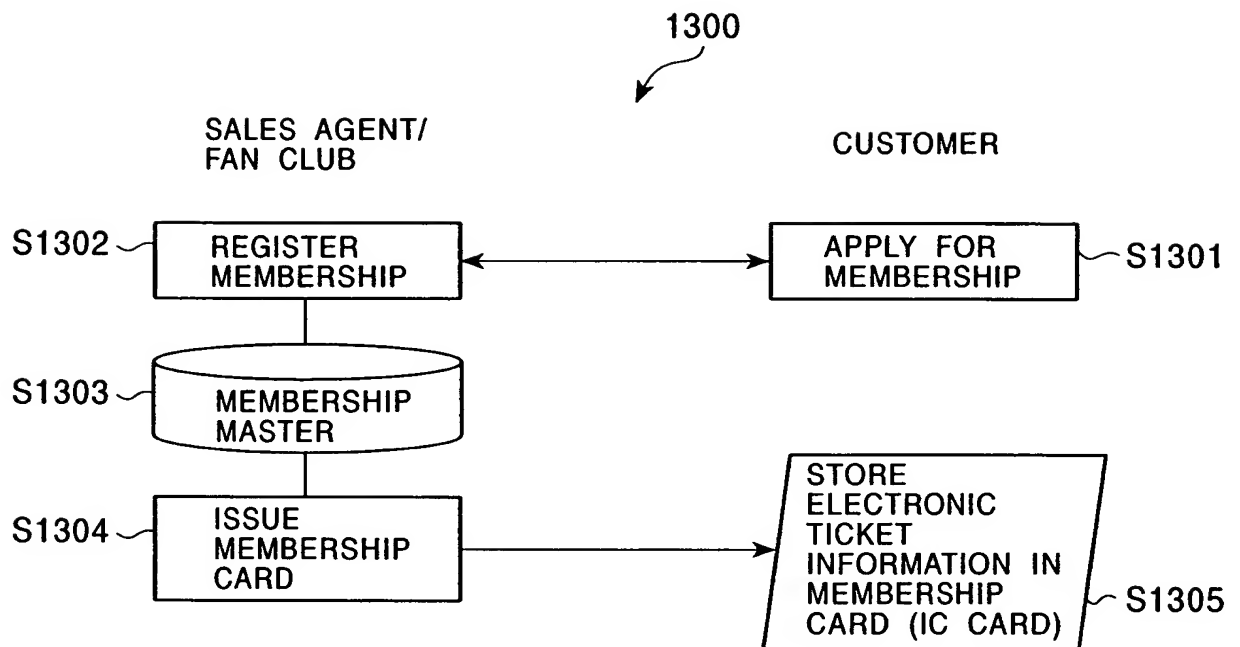 1300
SALES AGENT/
FAN CLUB
CUSTOMER
S1302
REGISTER
MEMBERSHIP
APPLY FOR
MEMBERSHIP
S1301
S1303
MEMBERSHIP
MASTER
S1304
ISSUE
MEMBERSHIP
CARD
STORE
ELECTRONIC
TICKET
INFORMATION IN
MEMBERSHIP
CARD (IC CARD)
S1305